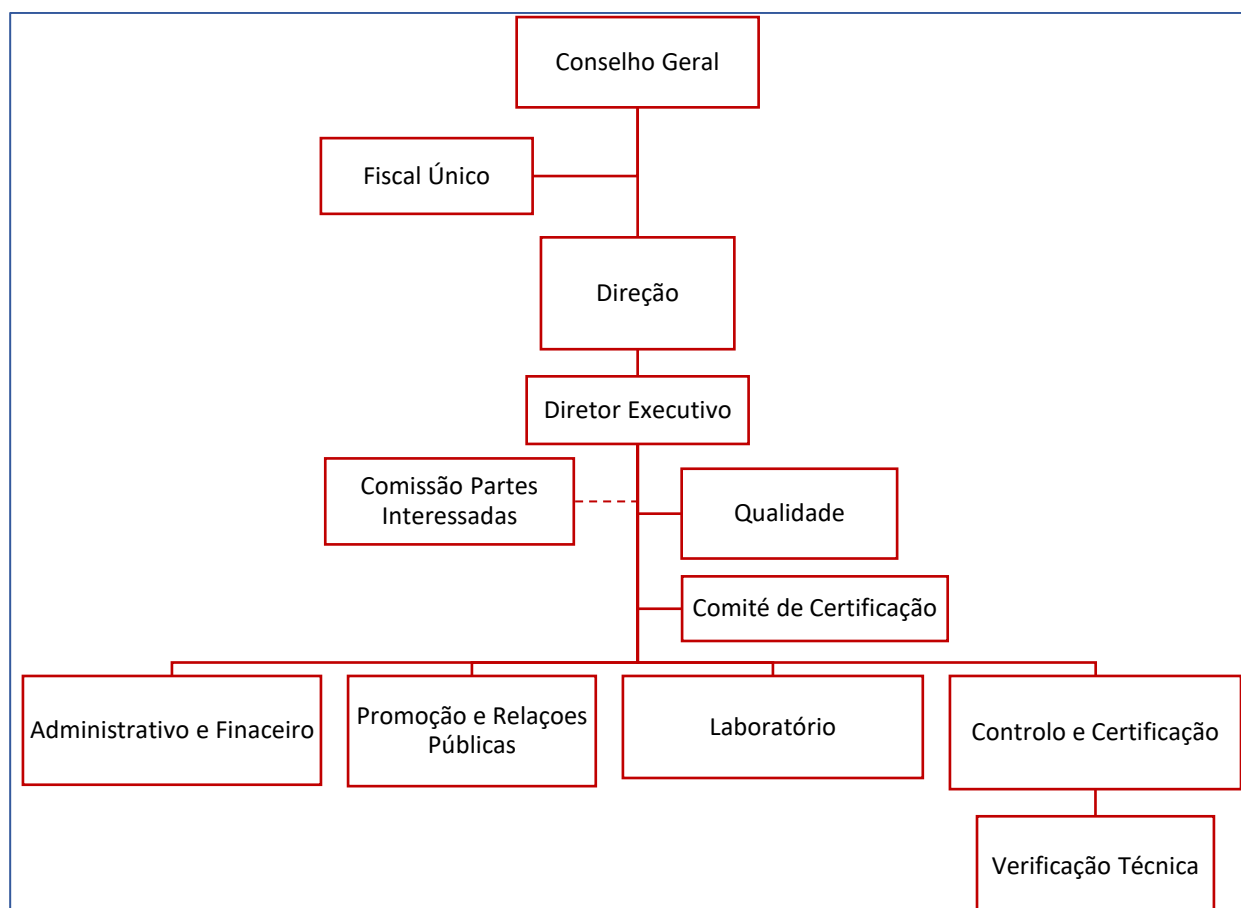 Conselho Geral
Fiscal Único
Direção
Diretor Executivo
Comissão Partes
Interessadas
Qualidade
Comité de Certificação
Administrativo e Finaceiro
Promoção e Relaçoes
Públicas
Laboratório
Controlo e Certificação
Verificação Técnica